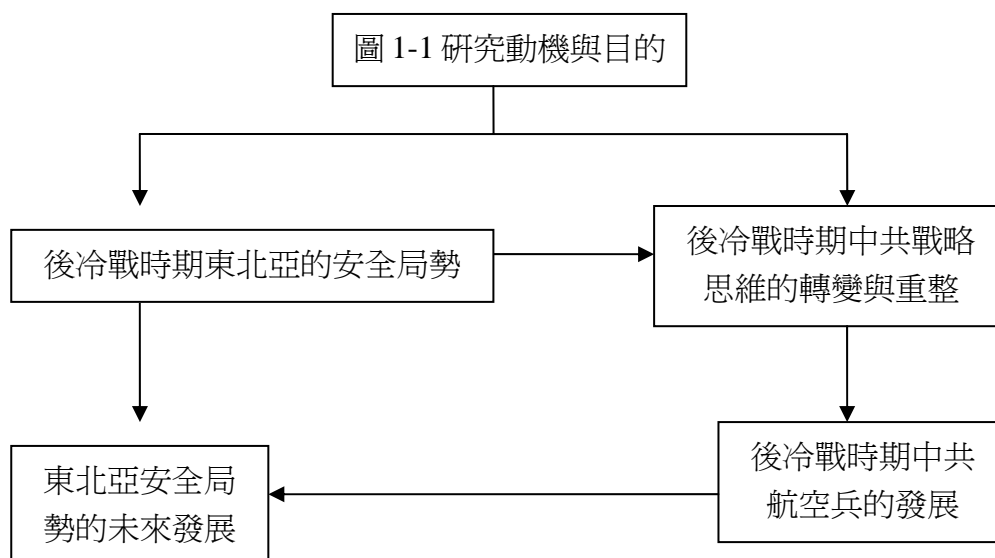 圖 1-1 研究動機與目的
後冷戰時期東北亞的安全局勢
後冷戰時期中共戰略
思維的轉變與重整
東北亞安全局
勢的未來發展
後冷戰時期中共
航空兵的發展